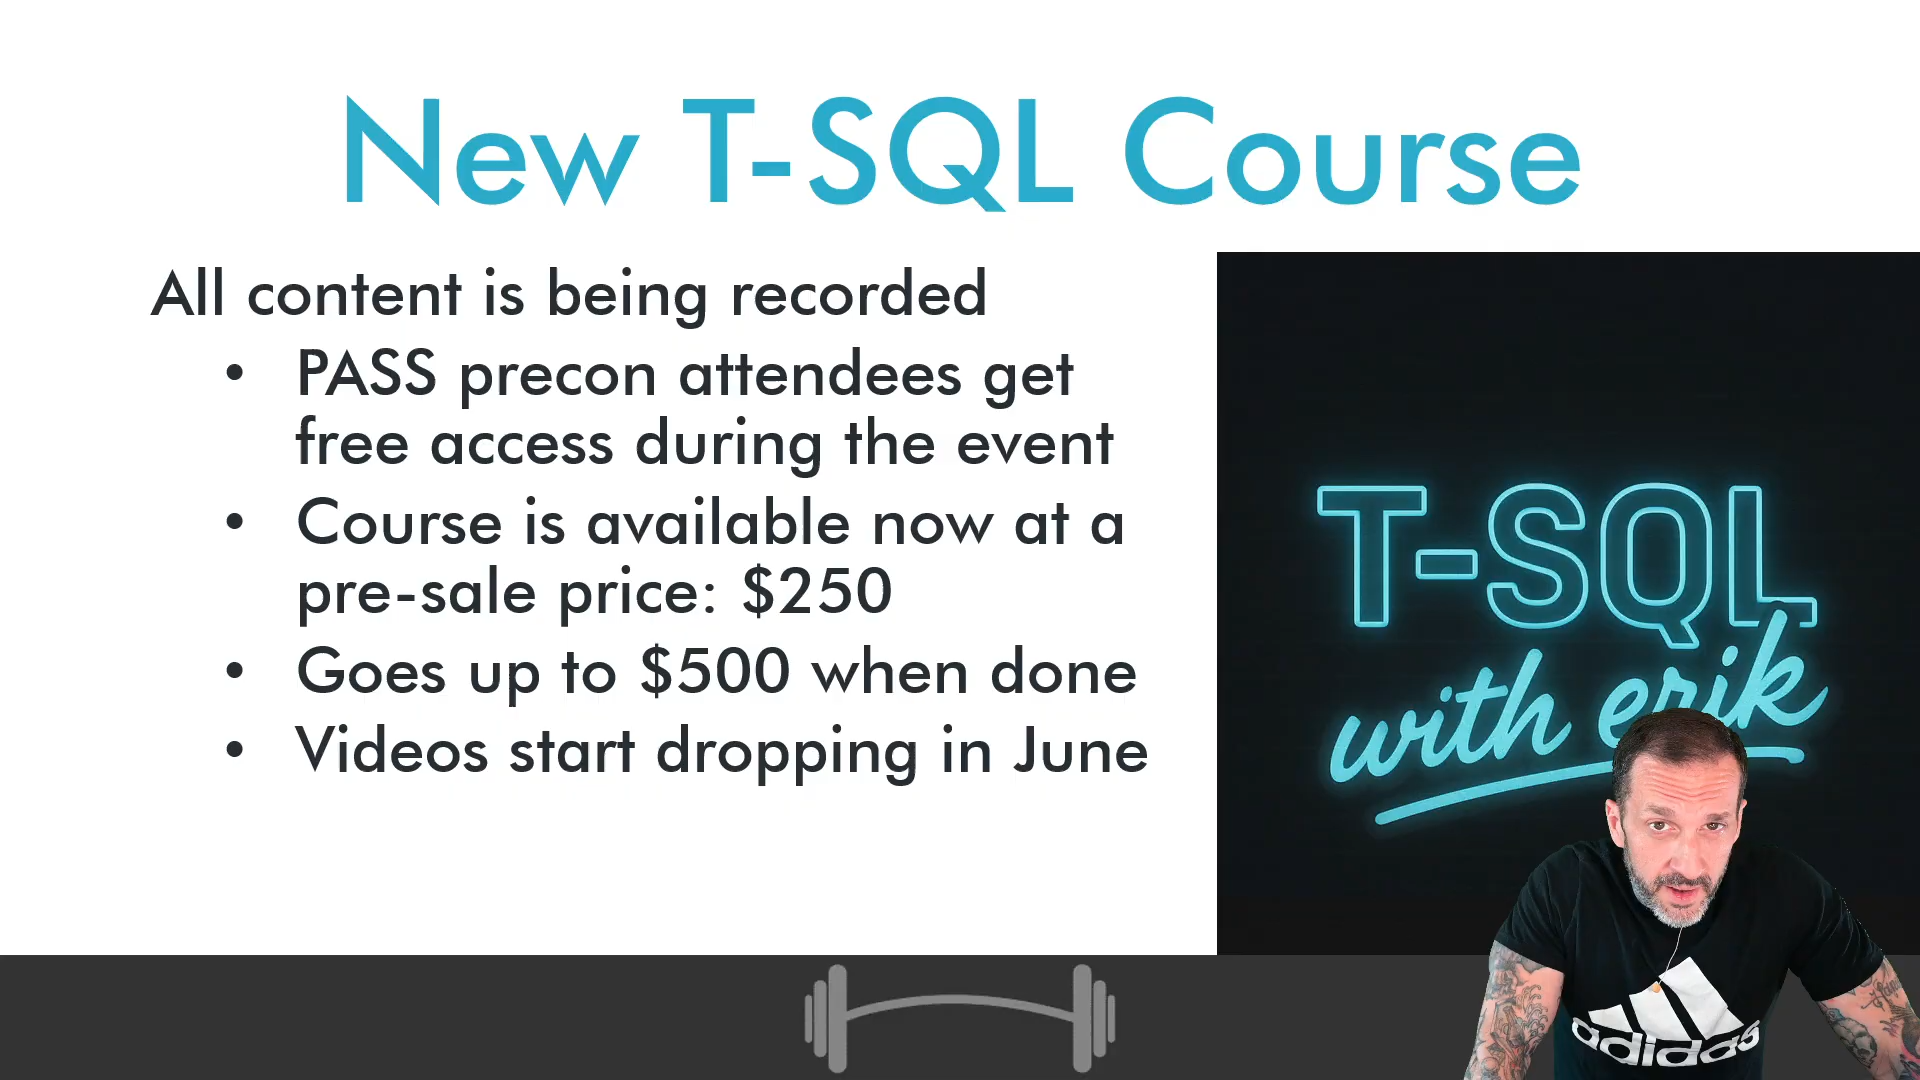 New T-SQL Course
All content is being recorded
• PASS precon attendees get
free access during the event
• Course is available now at a
pre-sale price: $250
• Goes up to $500 when done
• Videos start dropping in June
T-SQL
with erik
adidas